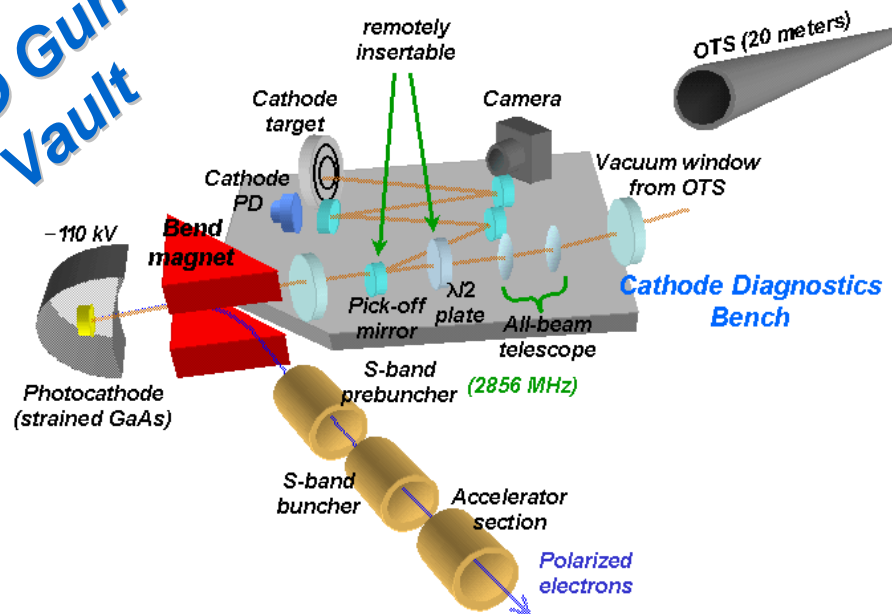 Gun
Vault
remotely
insertable
OTS (20 meters)
Cathode
target
Camera
Vacuum window
from OTS
Cathode
PD
−110 kV
Bend
magnet
Cathode Diagnostics
Bench
λ/2
plate
Pick-off
mirror
All-beam
telescope
Photocathode
(strained GaAs)
S-band
prebuncher
(2856 MHz)
S-band
buncher
Accelerator
section
Polarized
electrons